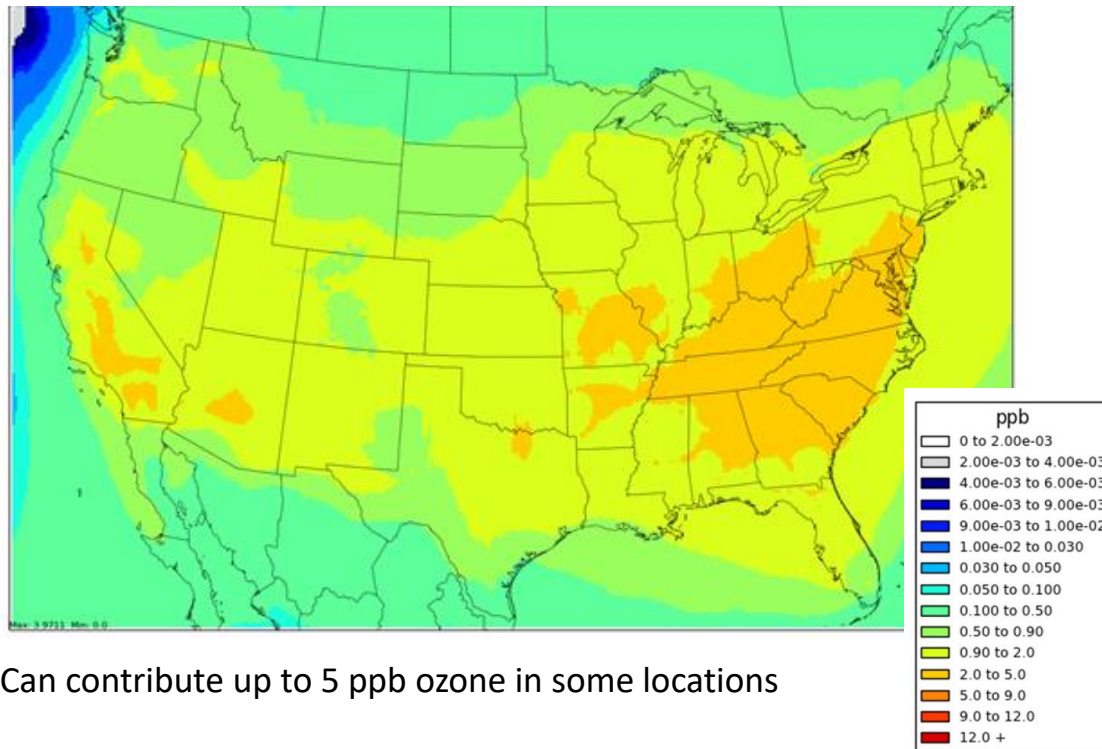 Max: 3.9711 Min: 0.0
ppb
0 to 2.00e-03
2.00e-03 to 4.00e-03
4.00e-03 to 6.00e-03
6.00e-03 to 9.00e-03
9.00e-03 to 1.00e-02
1.00e-02 to 0.030
0.030 to 0.050
0.050 to 0.100
0.100 to 0.50
0.50 to 0.90
0.90 to 2.0
2.0 to 5.0
5.0 to 9.0
9.0 to 12.0
12.0 +
Can contribute up to 5 ppb ozone in some locations